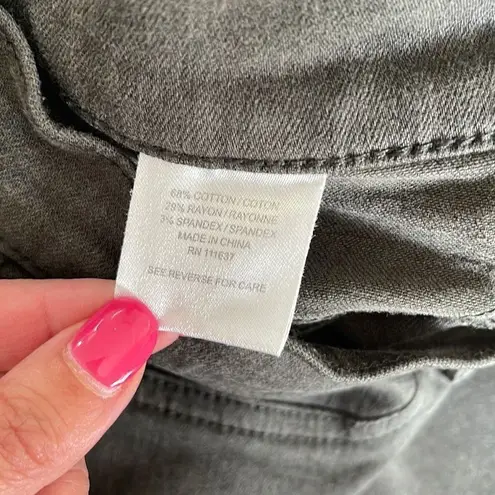 68% COTTON / COTON
29% RAYON / RAYONNE
3% SPANDEX / SPANDEX
MADE IN CHINA
RN 111637
SEE REVERSE FOR CARE